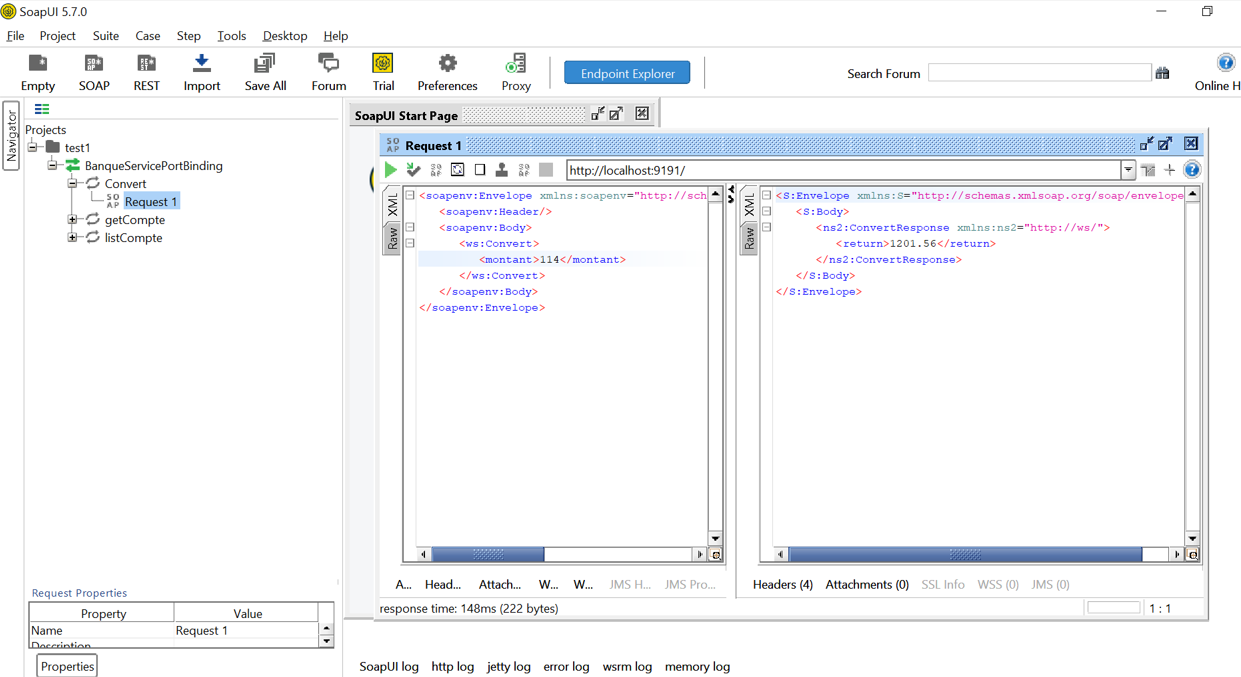 SoapUI 5.7.0
File Project Suite Case Step Tools Desktop Help
Empty SOAP REST Import Save All Forum Trial Preferences Proxy Endpoint Explorer Search Forum Online H
Navigator
Projects
test1
BanqueServicePortBinding
Convert
Request 1
getCompte
listCompte
Request Properties
Property Value
Name Request 1
Description
Properties
SoapUI Start Page
Request 1
http://localhost:9191/
XML
Raw
<soapenv:Envelope xmlns:soapenv="http://sch
<soapenv:Header/>
<soapenv:Body>
<ws:Convert>
<montant>114</montant>
</ws:Convert>
</soapenv:Body>
</soapenv:Envelope>
XML
Raw
<S:Envelope xmlns:S="http://schemas.xmlsoap.org/soap/envelope
<S:Body>
<ns2:ConvertResponse xmlns:ns2="http://ws/">
<return>1201.56</return>
</ns2:ConvertResponse>
</S:Body>
</S:Envelope>
A... Head... Attach... W... W... JMS H... JMS Pro...
Headers (4) Attachments (0) SSL Info WSS (0) JMS (0)
response time: 148ms (222 bytes)
1 : 1
SoapUI log http log jetty log error log wsrm log memory log